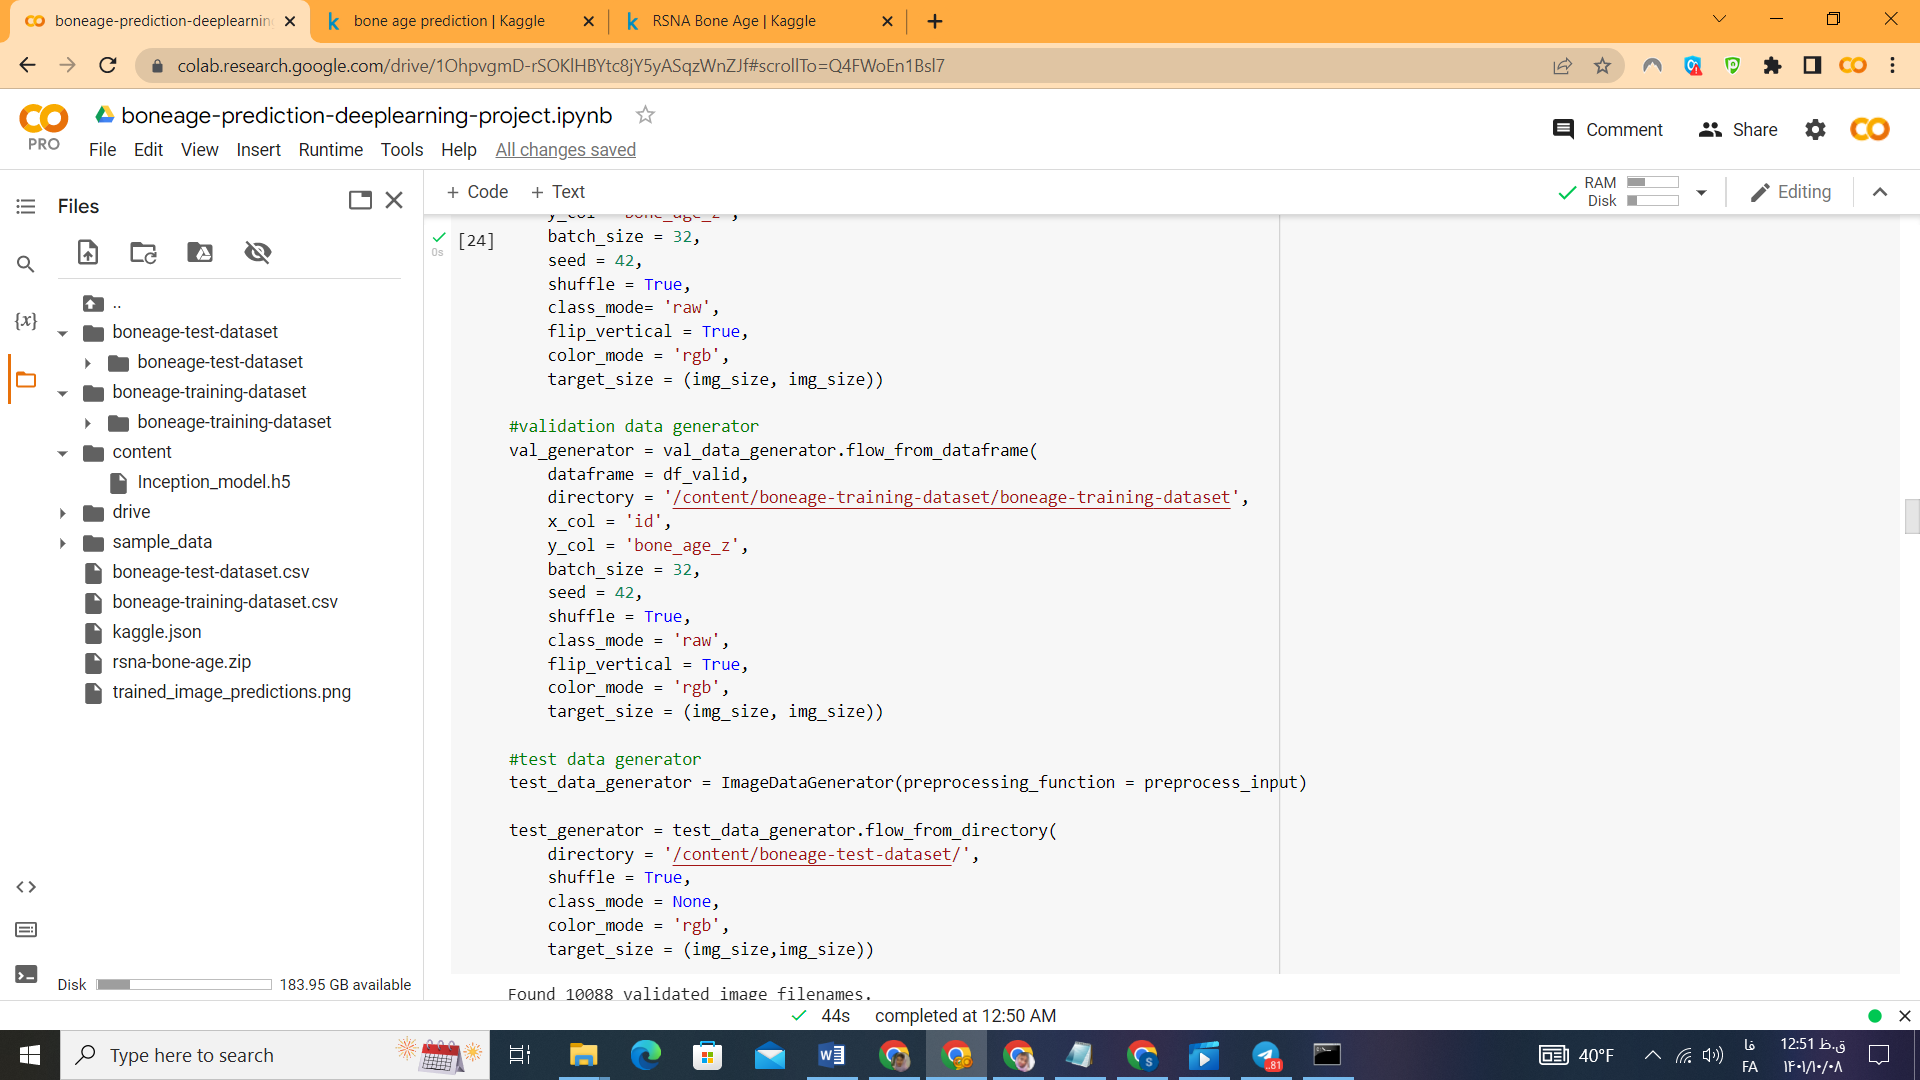 boneage-prediction-deeplearnin
bone age prediction | Kaggle
RSNA Bone Age | Kaggle
colab.research.google.com/drive/1OhpvgmD-rSOKlHBYtc8jY5yASqzWnZJf#scrollTo=Q4FWoEn1Bsl7
PRO
boneage-prediction-deeplearning-project.ipynb
File Edit View Insert Runtime Tools Help All changes saved
Comment
Share
Files
+ Code + Text
RAM
Disk
Editing
..
boneage-test-dataset
boneage-test-dataset
boneage-training-dataset
boneage-training-dataset
content
Inception_model.h5
drive
sample_data
boneage-test-dataset.csv
boneage-training-dataset.csv
kaggle.json
rsna-bone-age.zip
trained_image_predictions.png
{x}
Disk 183.95 GB available
0s
[24]
y_col = 'bone_age_z',
batch_size = 32,
seed = 42,
shuffle = True,
class_mode= 'raw',
flip_vertical = True,
color_mode = 'rgb',
target_size = (img_size, img_size))
#validation data generator
val_generator = val_data_generator.flow_from_dataframe(
dataframe = df_valid,
directory = '/content/boneage-training-dataset/boneage-training-dataset',
x_col = 'id',
y_col = 'bone_age_z',
batch_size = 32,
seed = 42,
shuffle = True,
class_mode = 'raw',
flip_vertical = True,
color_mode = 'rgb',
target_size = (img_size, img_size))
#test data generator
test_data_generator = ImageDataGenerator(preprocessing_function = preprocess_input)
test_generator = test_data_generator.flow_from_directory(
directory = '/content/boneage-test-dataset/',
shuffle = True,
class_mode = None,
color_mode = 'rgb',
target_size = (img_size,img_size))
Found 10088 validated image filenames.
44s completed at 12:50 AM
Type here to search
.81
40°F
فا
FA
12:51 ق.ظ
۱۴۰۱/۱۰/۰۸